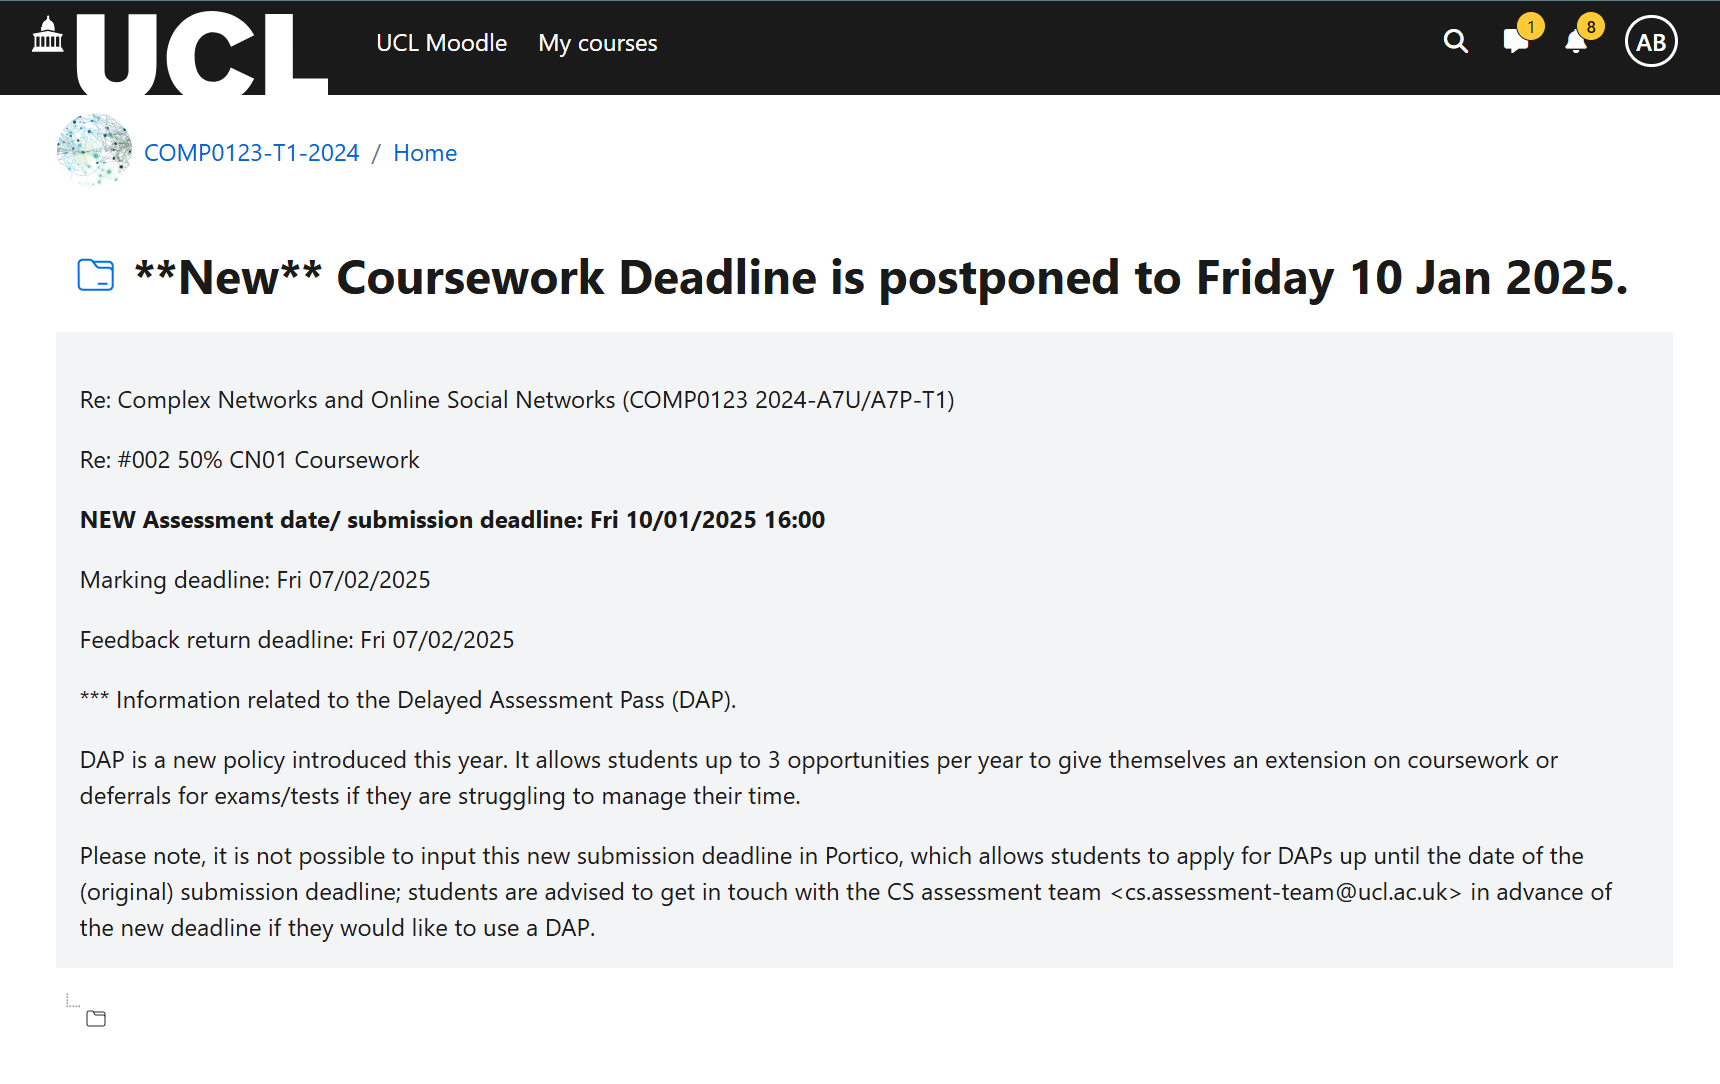 UCL
UCL Moodle My courses
1 8 AB
COMP0123-T1-2024 / Home
**New** Coursework Deadline is postponed to Friday 10 Jan 2025.
Re: Complex Networks and Online Social Networks (COMP0123 2024-A7U/A7P-T1)
Re: #002 50% CN01 Coursework
NEW Assessment date/ submission deadline: Fri 10/01/2025 16:00
Marking deadline: Fri 07/02/2025
Feedback return deadline: Fri 07/02/2025
*** Information related to the Delayed Assessment Pass (DAP).
DAP is a new policy introduced this year. It allows students up to 3 opportunities per year to give themselves an extension on coursework or
deferrals for exams/tests if they are struggling to manage their time.
Please note, it is not possible to input this new submission deadline in Portico, which allows students to apply for DAPs up until the date of the
(original) submission deadline; students are advised to get in touch with the CS assessment team <cs.assessment-team@ucl.ac.uk> in advance of
the new deadline if they would like to use a DAP.